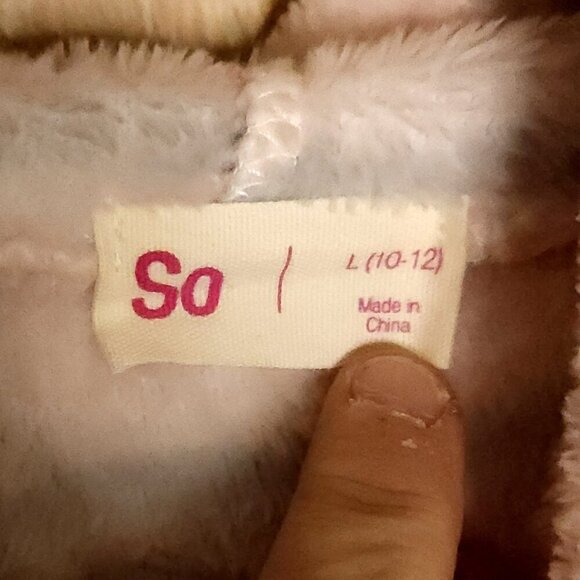 So
L (10-12)
Made in
China